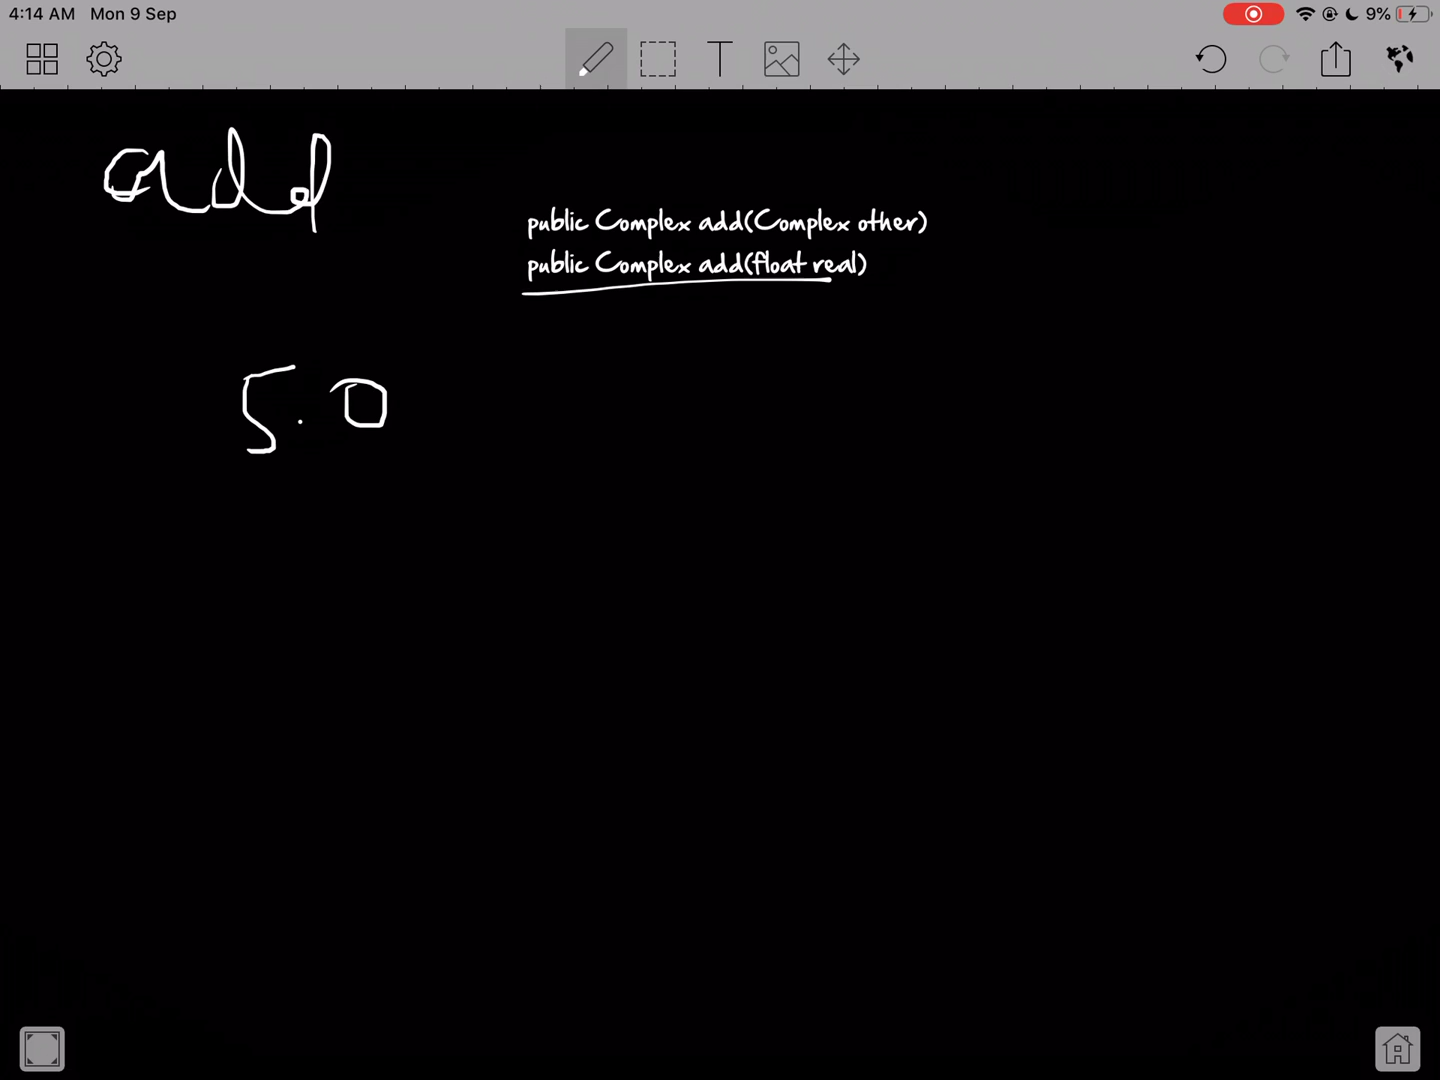 4:14 AM Mon 9 Sep
9%
T
add
public Complex add(Complex other)
public Complex add(float real)
5.0